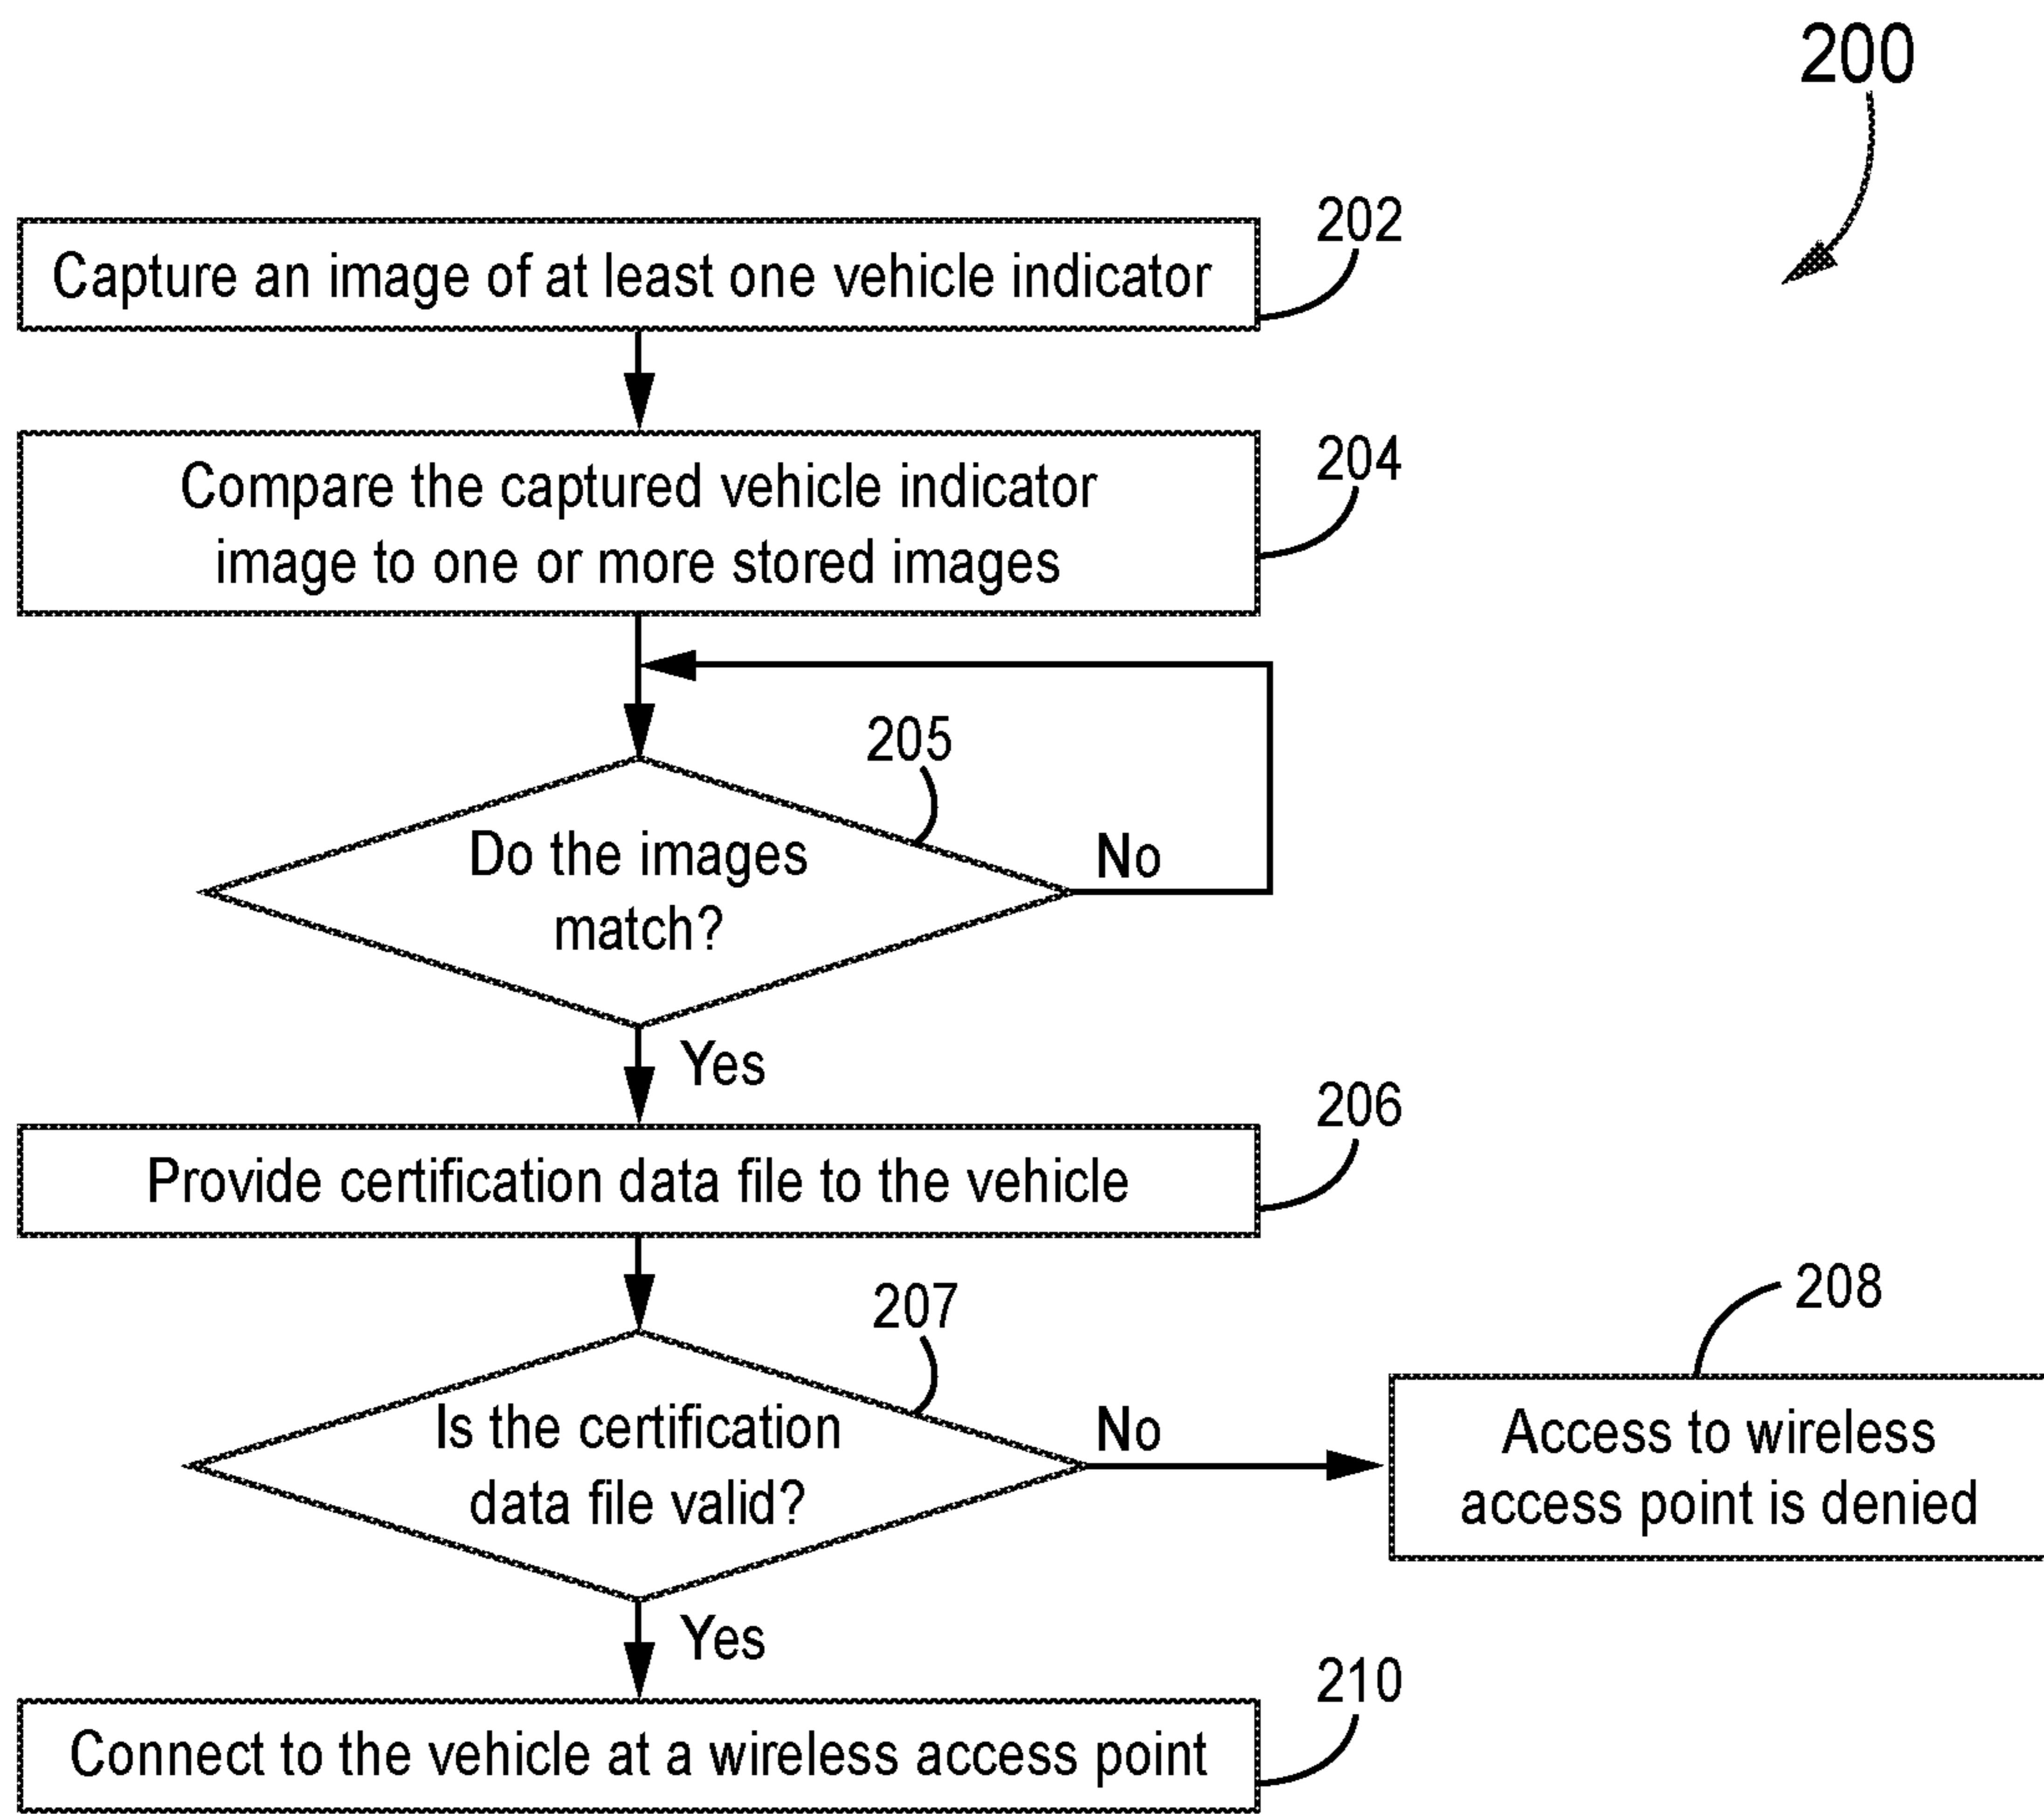 200
202
Capture an image of at least one vehicle indicator
204
Compare the captured vehicle indicator
image to one or more stored images
205
Do the images
match?
No
Yes
206
Provide certification data file to the vehicle
207
208
Is the certification
data file valid?
No
Access to wireless
access point is denied
Yes
210
Connect to the vehicle at a wireless access point